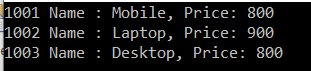 1001 Name : Mobile, Price: 800
1002 Name : Laptop, Price: 900
1003 Name : Desktop, Price: 800